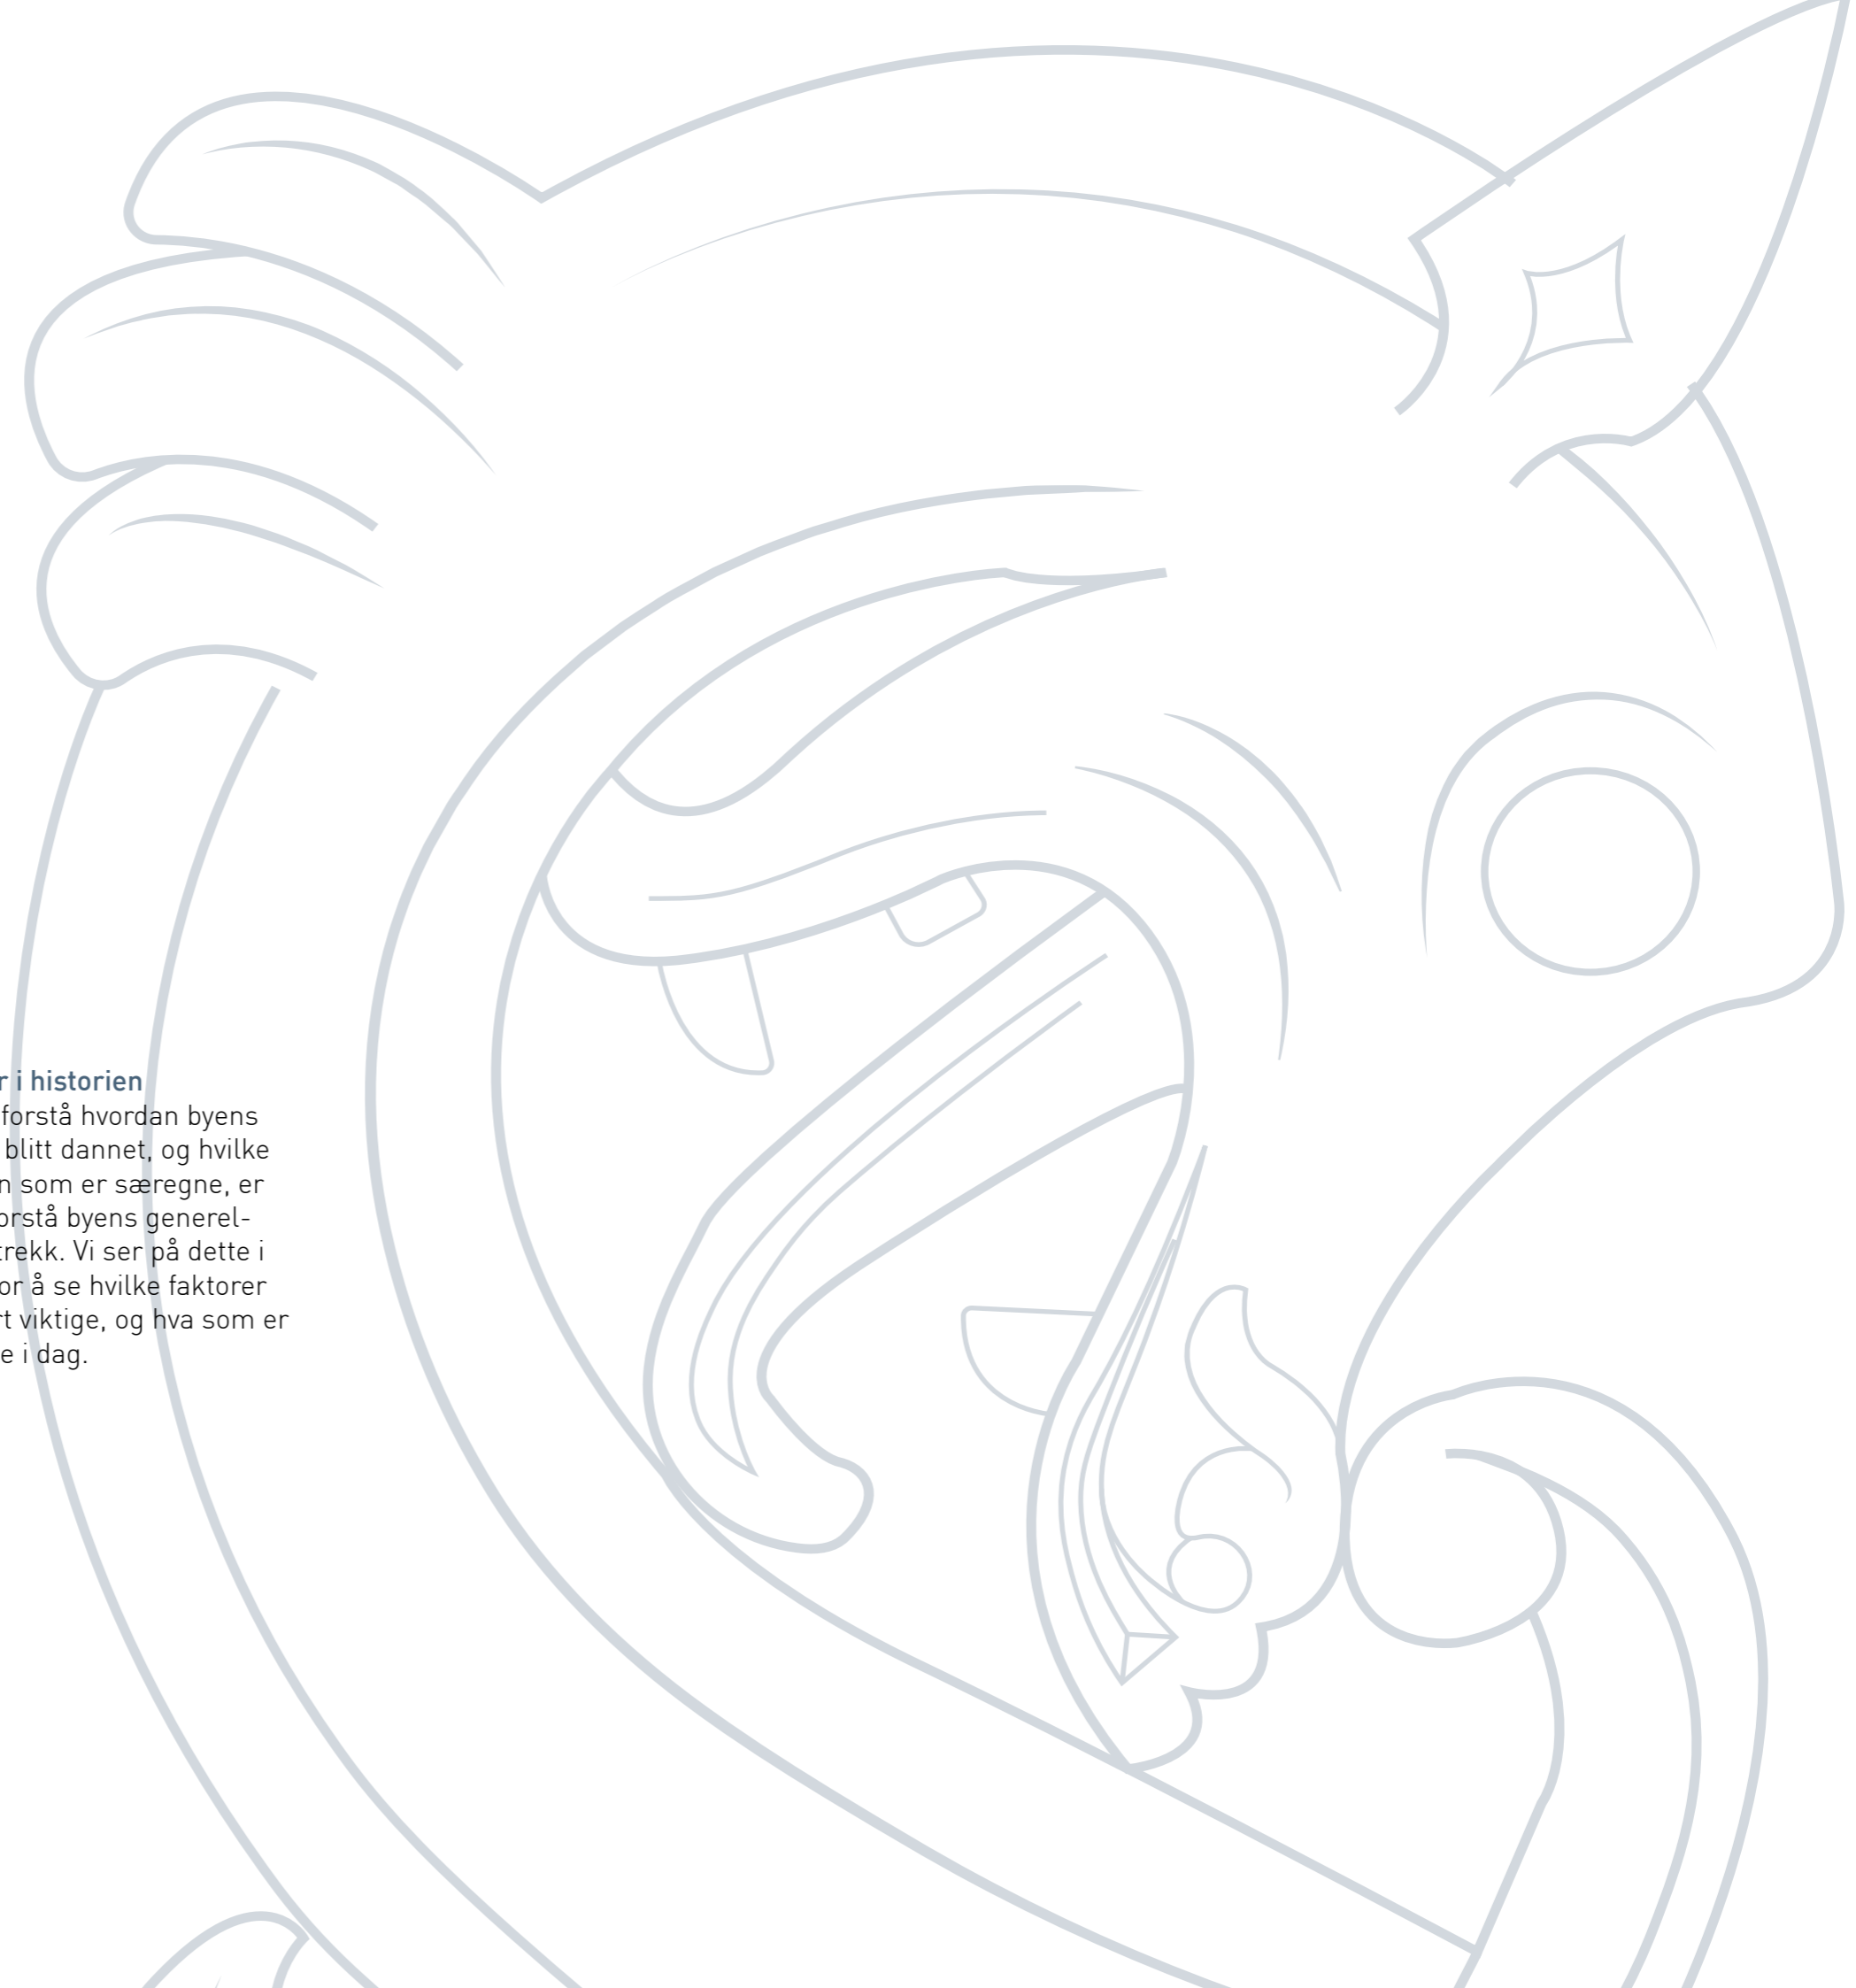 r i historien
forstå hvordan byens
blitt dannet, og hvilke
n som er særegne, er
orstå byens generel-
trekk. Vi ser på dette i
or å se hvilke faktorer
rt viktige, og hva som er
e i dag.